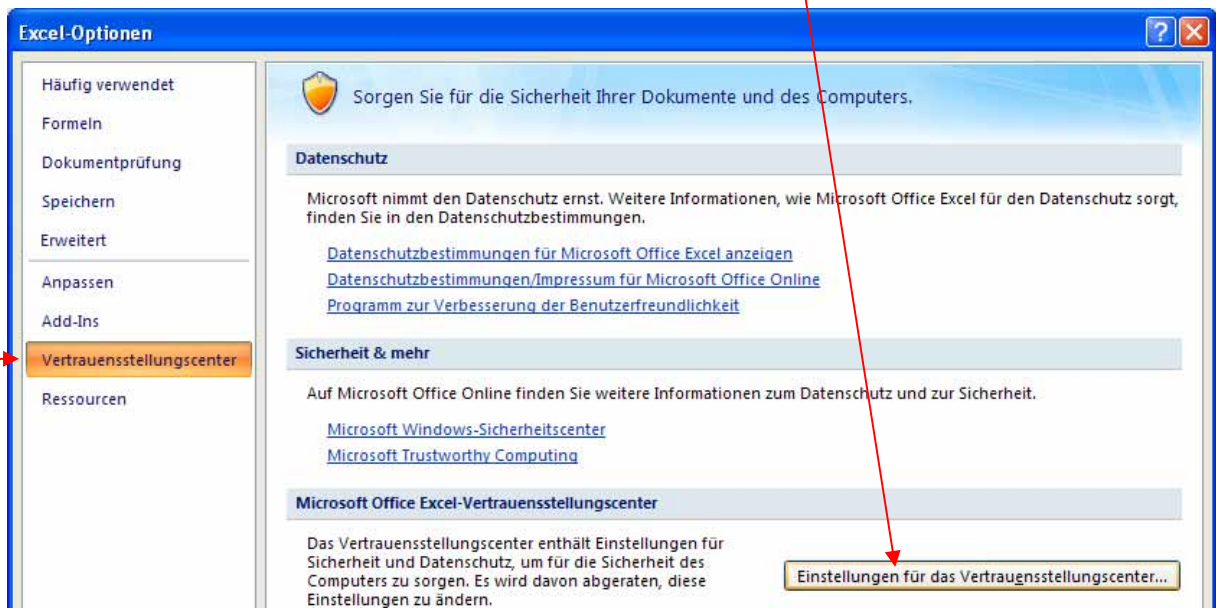 Excel-Optionen
Häufig verwendet
Formeln
Dokumentprüfung
Speichern
Erweitert
Anpassen
Add-Ins
Vertrauensstellungscenter
Ressourcen
Sorgen Sie für die Sicherheit Ihrer Dokumente und des Computers.
Datenschutz
Microsoft nimmt den Datenschutz ernst. Weitere Informationen, wie Microsoft Office Excel für den Datenschutz sorgt,
finden Sie in den Datenschutzbestimmungen.
Datenschutzbestimmungen für Microsoft Office Excel anzeigen
Datenschutzbestimmungen/Impressum für Microsoft Office Online
Programm zur Verbesserung der Benutzerfreundlichkeit
Sicherheit & mehr
Auf Microsoft Office Online finden Sie weitere Informationen zum Datenschutz und zur Sicherheit.
Microsoft Windows-Sicherheitscenter
Microsoft Trustworthy Computing
Microsoft Office Excel-Vertrauensstellungscenter
Das Vertrauensstellungscenter enthält Einstellungen für
Sicherheit und Datenschutz, um für die Sicherheit des
Computers zu sorgen. Es wird davon abgeraten, diese
Einstellungen zu ändern.
Einstellungen für das Vertrauensstellungscenter...